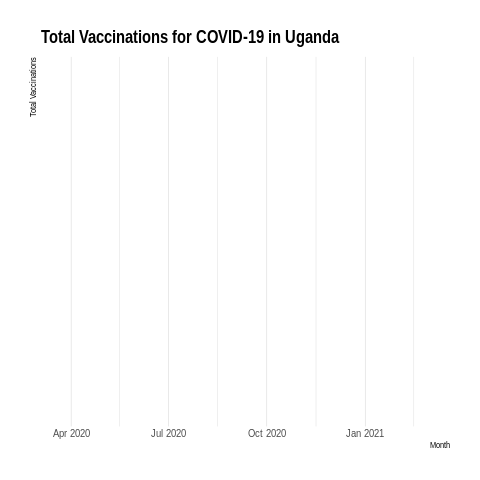 Total Vaccinations for COVID-19 in Uganda
Total Vaccinations
Apr 2020
Jul 2020
Oct 2020
Jan 2021
Month